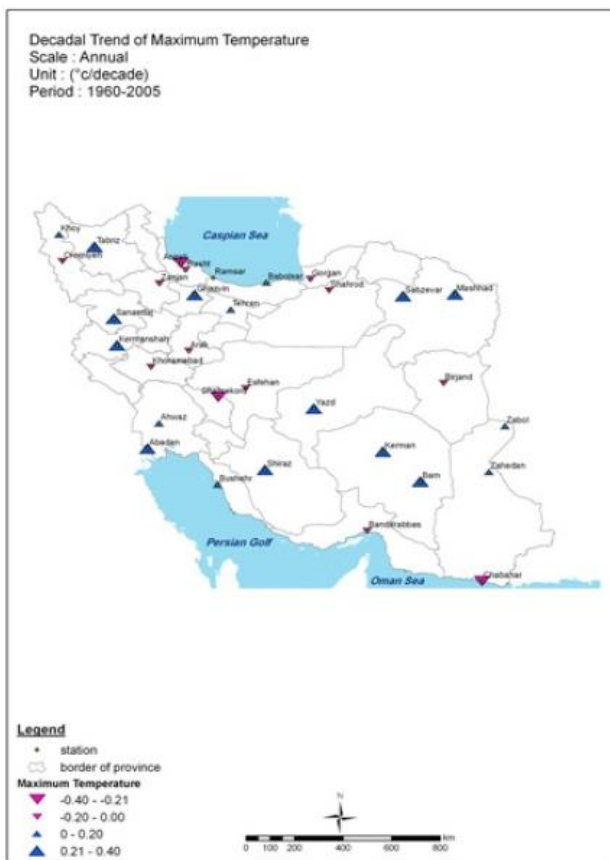 Decadal Trend of Maximum Temperature
Scale : Annual
Unit : (°c/decade)
Period : 1960-2005
Caspian Sea
Khoy
Tabriz
Rasht
Ramsar
Zanjan
Babolsar
Gorgan
Shahrod
Ghazvin
Tehran
Sabzevar
Mashhad
Sanandaj
Kermanshah
Arak
Khoramabad
Esfehan
Birjand
Yazd
Ahwaz
Zabol
Abadan
Shiraz
Kerman
Zahedan
Bam
Bushehr
Bandarabbas
Persian Golf
Oman Sea
Chabahar
Legend
station
border of province
Maximum Temperature
-0.40 - -0.21
-0.20 - 0.00
0 - 0.20
0.21 - 0.40
N
0 100 200 400 600 800
km